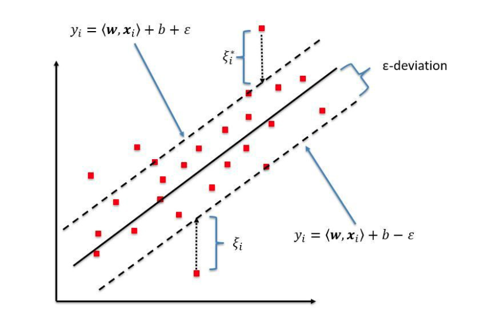 yᵢ = ⟨w, xᵢ⟩ + b + ε
ξᵢ*
ε-deviation
yᵢ = ⟨w, xᵢ⟩ + b − ε
ξᵢ